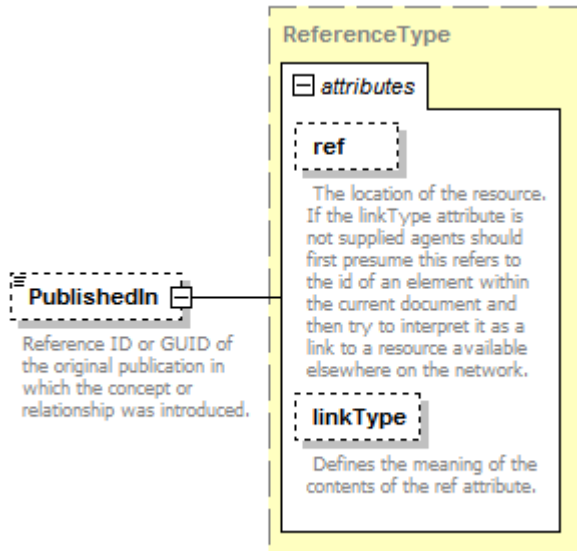 ReferenceType
attributes
ref
The location of the resource.
If the linkType attribute is
not supplied agents should
first presume this refers to
the id of an element within
the current document and
then try to interpret it as a
link to a resource available
elsewhere on the network.
PublishedIn
Reference ID or GUID of
the original publication in
which the concept or
relationship was introduced.
linkType
Defines the meaning of the
contents of the ref attribute.